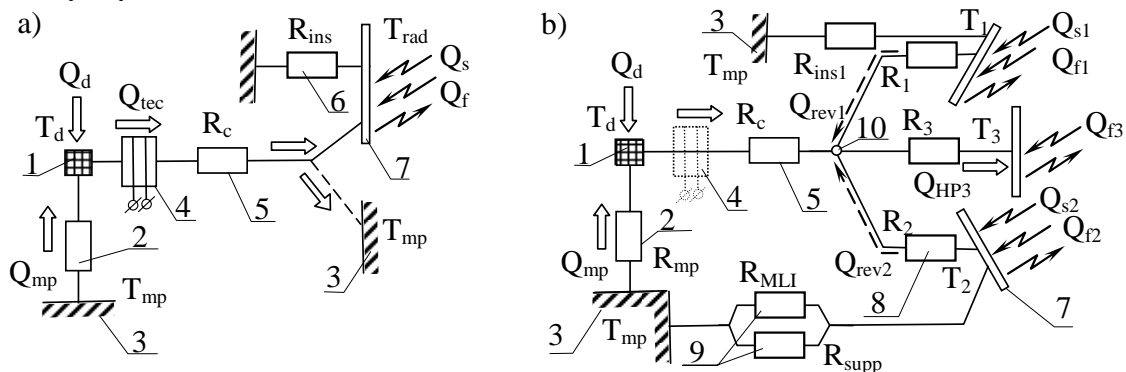 a)
R_ins
T_rad
Q_s
Q_f
6
Q_d
Q_tec
T_d
R_c
1
4
5
7
2
Q_mp
T_mp
3
T_mp
3
b)
3
T_mp
R_ins1
R_1
T_1
Q_s1
Q_f1
Q_d
T_d
R_c
Q_rev1
10
R_3
T_3
Q_f3
1
4
5
Q_HP3
2
Q_mp
R_mp
Q_rev2
R_2
T_2
Q_s2
Q_f2
8
7
R_MLI
3
T_mp
9
R_supp